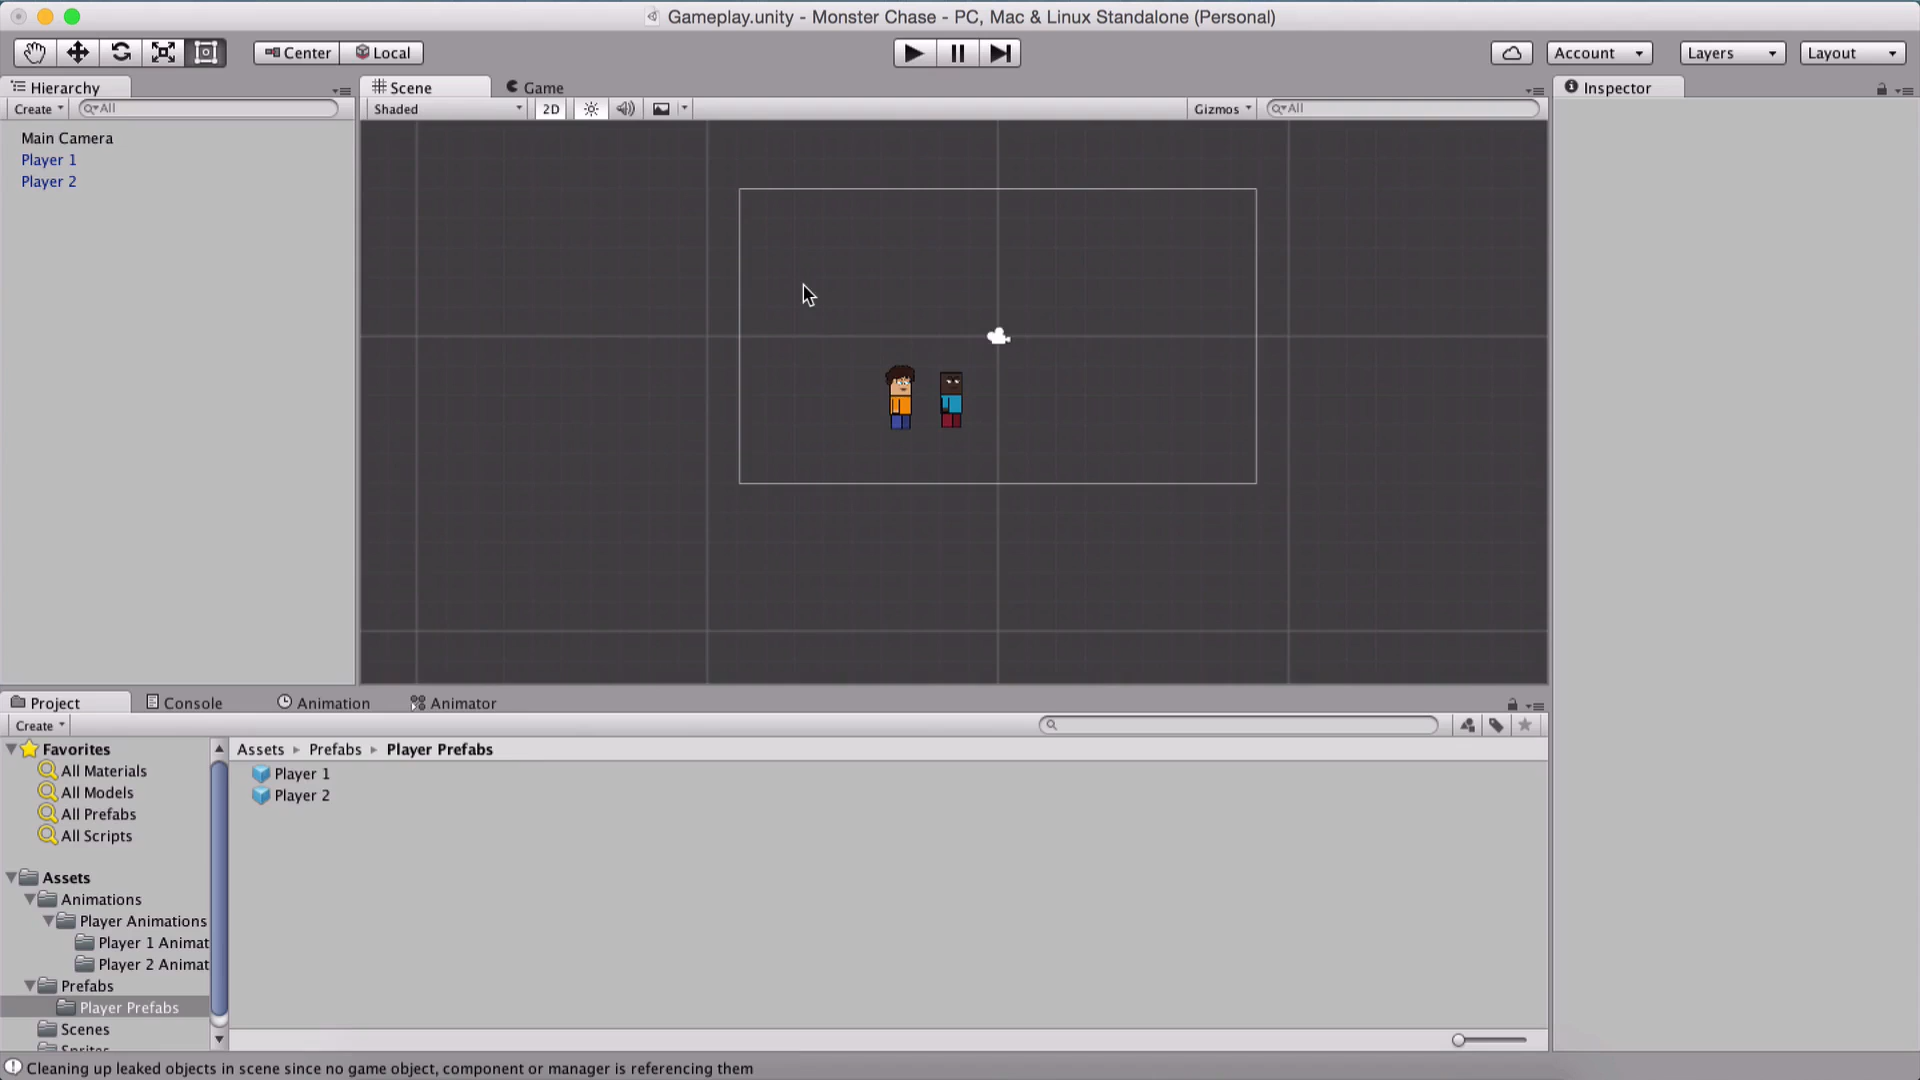 Gameplay.unity - Monster Chase - PC, Mac & Linux Standalone (Personal)
Center Local Account Layers Layout
Hierarchy Scene Game Inspector
Create All Shaded 2D Gizmos All
Main Camera
Player 1
Player 2
Project Console Animation Animator
Create
Favorites
All Materials
All Models
All Prefabs
All Scripts
Assets
Animations
Player Animations
Player 1 Animat
Player 2 Animat
Prefabs
Player Prefabs
Scenes
Assets Prefabs Player Prefabs
Player 1
Player 2
Cleaning up leaked objects in scene since no game object, component or manager is referencing them